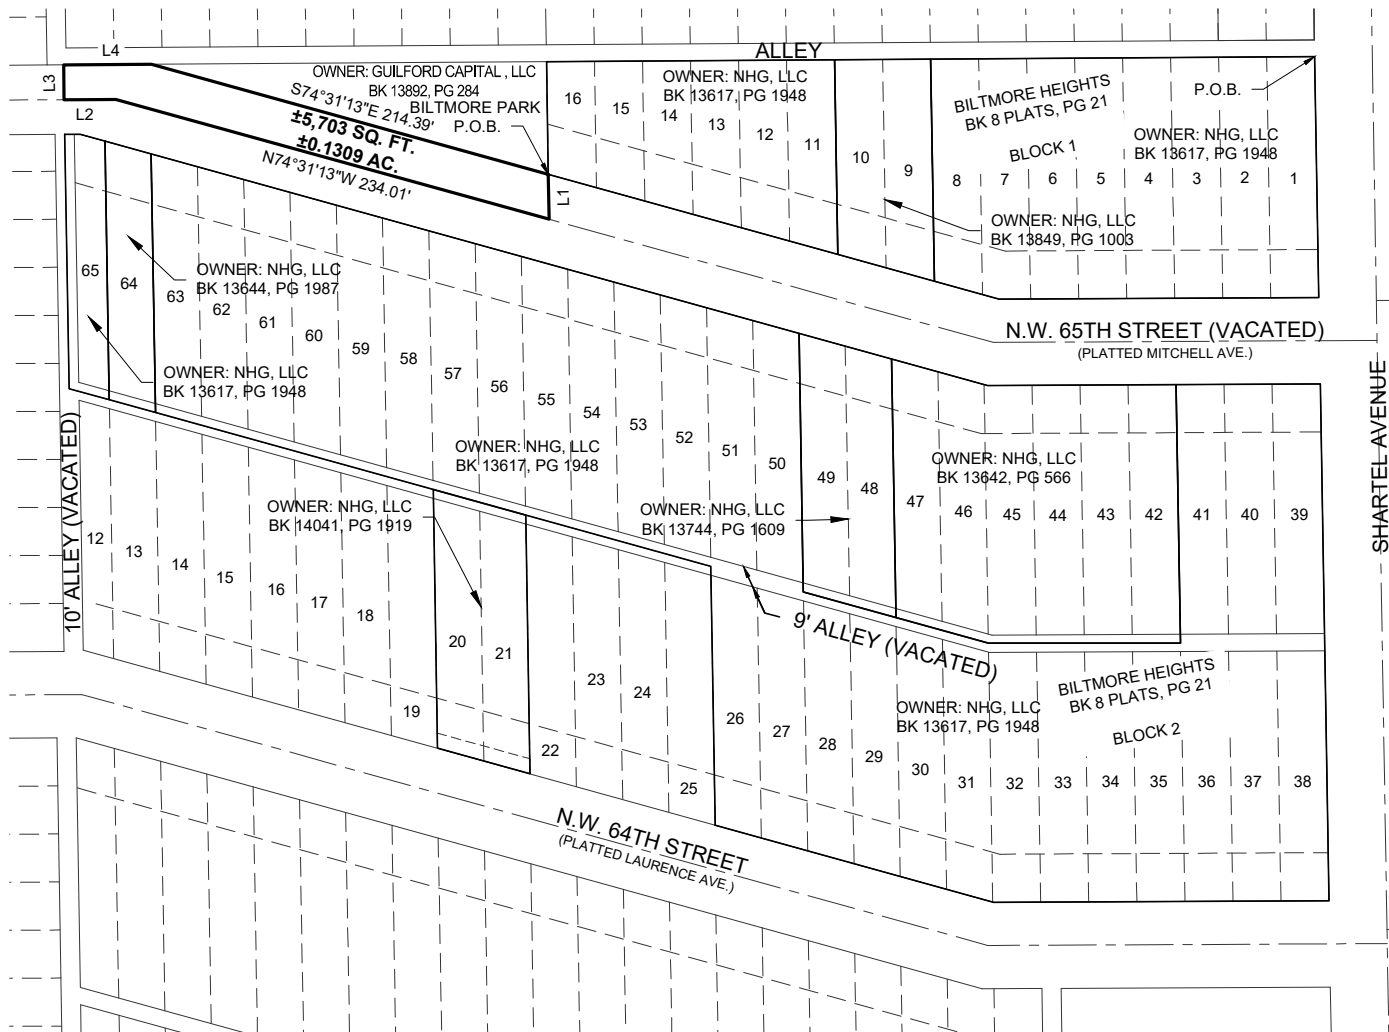 L4
ALLEY
L3
OWNER: GUILFORD CAPITAL , LLC
BK 13892, PG 284
S74°31'13"E 214.39'
BILTMORE PARK
P.O.B.
±5,703 SQ. FT.
±0.1309 AC.
N74°31'13"W 234.01'
L2
L1
OWNER: NHG, LLC
BK 13617, PG 1948
16
15
14
13
12
11
10
9
BILTMORE HEIGHTS
BK 8 PLATS, PG 21
BLOCK 1
P.O.B.
OWNER: NHG, LLC
BK 13617, PG 1948
8
7
6
5
4
3
2
1
OWNER: NHG, LLC
BK 13849, PG 1003
N.W. 65TH STREET (VACATED)
(PLATTED MITCHELL AVE.)
SHARTEL AVENUE
65
64
OWNER: NHG, LLC
BK 13644, PG 1987
63
62
61
60
59
58
57
56
55
54
53
52
51
50
49
48
47
46
45
44
43
42
41
40
39
OWNER: NHG, LLC
BK 13617, PG 1948
OWNER: NHG, LLC
BK 13617, PG 1948
OWNER: NHG, LLC
BK 13642, PG 566
OWNER: NHG, LLC
BK 13744, PG 1609
OWNER: NHG, LLC
BK 14041, PG 1919
10' ALLEY (VACATED)
9' ALLEY (VACATED)
12
13
14
15
16
17
18
19
20
21
22
23
24
25
26
27
28
29
30
31
32
33
34
35
36
37
38
OWNER: NHG, LLC
BK 13617, PG 1948
BILTMORE HEIGHTS
BK 8 PLATS, PG 21
BLOCK 2
N.W. 64TH STREET
(PLATTED LAURENCE AVE.)